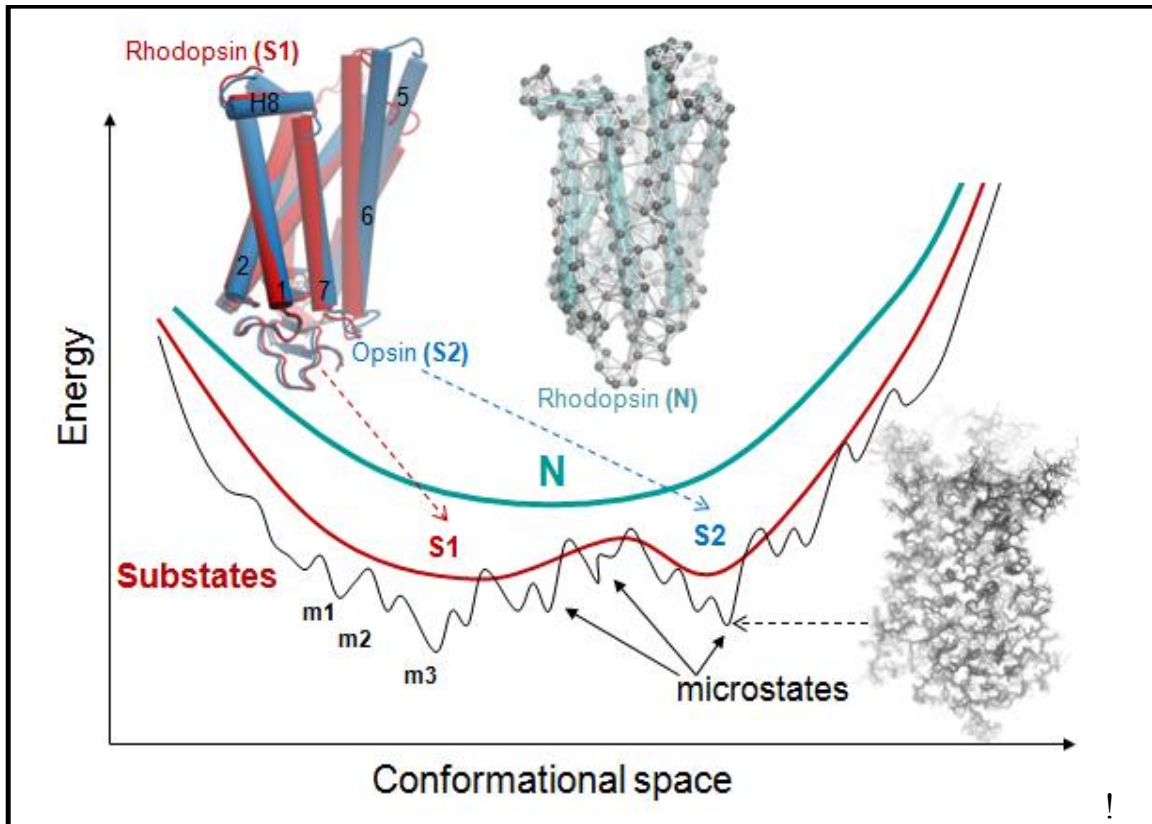 Rhodopsin (S1)
H8
5
6
2
1
7
Opsin (S2)
Rhodopsin (N)
Energy
N
S1
S2
Substates
m1
m2
m3
microstates
Conformational space
!